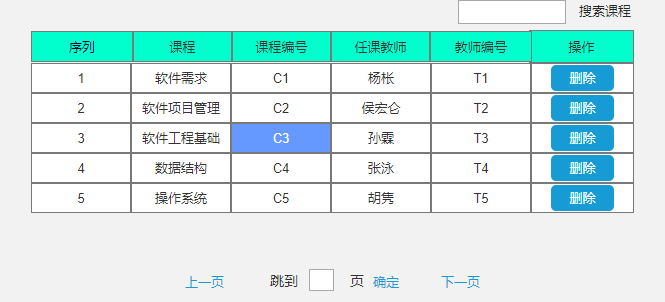 搜索课程
序列 课程 课程编号 任课教师 教师编号 操作
1 软件需求 C1 杨枨 T1 删除
2 软件项目管理 C2 侯宏仑 T2 删除
3 软件工程基础 C3 孙霖 T3 删除
4 数据结构 C4 张泳 T4 删除
5 操作系统 C5 胡隽 T5 删除
上一页 跳到 页 确定 下一页